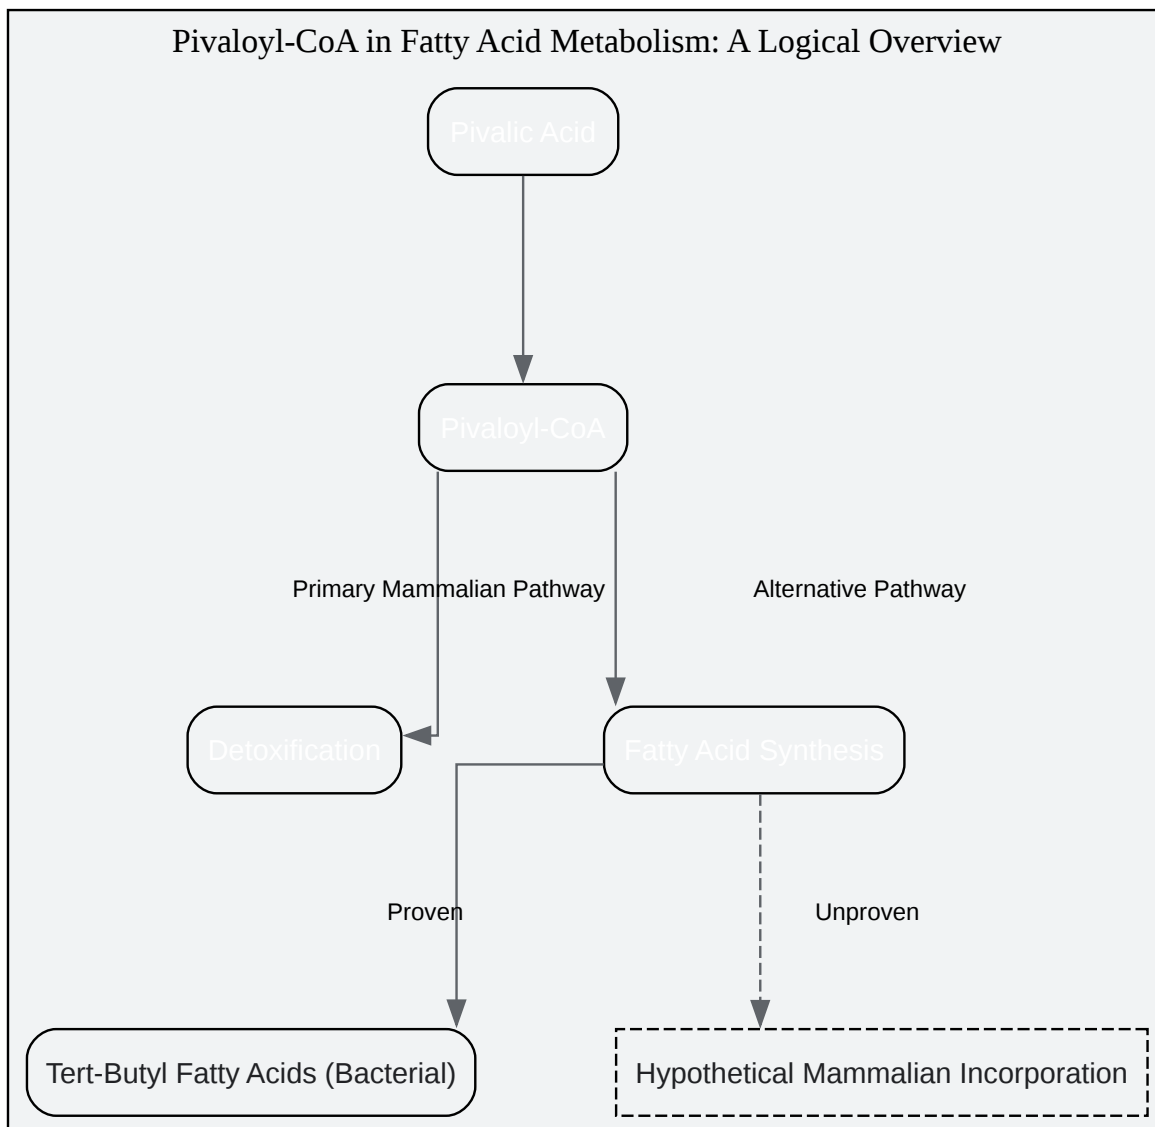 Pivaloyl-CoA in Fatty Acid Metabolism: A Logical Overview
Pivalic Acid
Pivaloyl-CoA
Primary Mammalian Pathway
Alternative Pathway
Detoxification
Fatty Acid Synthesis
Proven
Unproven
Tert-Butyl Fatty Acids (Bacterial)
Hypothetical Mammalian Incorporation